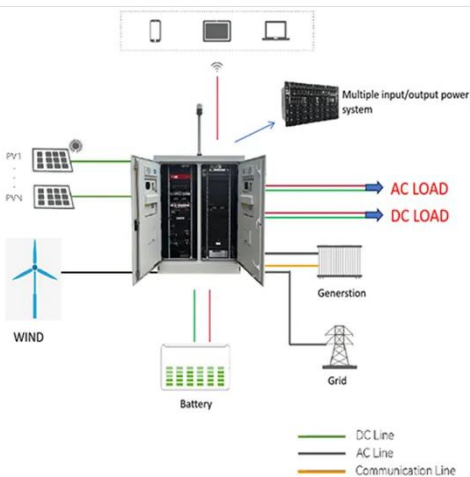 Multiple input/output power
system
PV1
PVN
AC LOAD
DC LOAD
WIND
Generstion
Grid
Battery
DC Line
AC Line
Communication Line